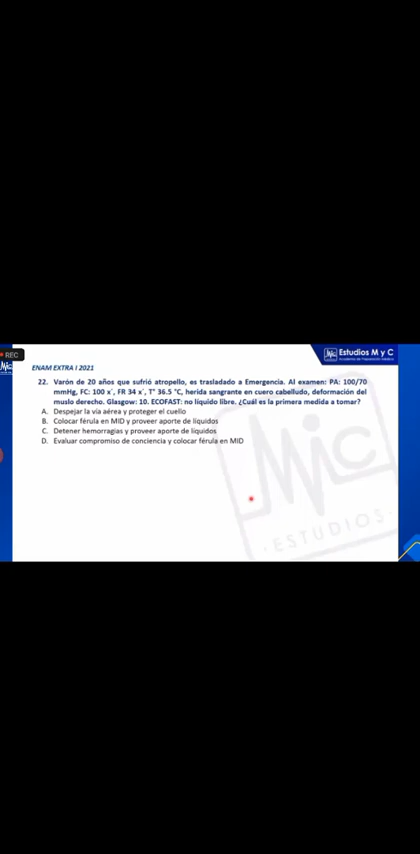 REC
MJC Estudios M y C
Academia de Preparación Médica
MJC
ENAM EXTRA I 2021
22. Varón de 20 años que sufrió atropello, es trasladado a Emergencia. Al examen: PA: 100/70
mmHg, FC: 100 x´, FR 34 x´, T° 36.5 °C, herida sangrante en cuero cabelludo, deformación del
muslo derecho. Glasgow: 10. ECOFAST: no líquido libre. ¿Cuál es la primera medida a tomar?
A. Despejar la vía aérea y proteger el cuello
B. Colocar férula en MID y proveer aporte de líquidos
C. Detener hemorragias y proveer aporte de líquidos
D. Evaluar compromiso de conciencia y colocar férula en MID
MJC
· ESTUDIOS ·